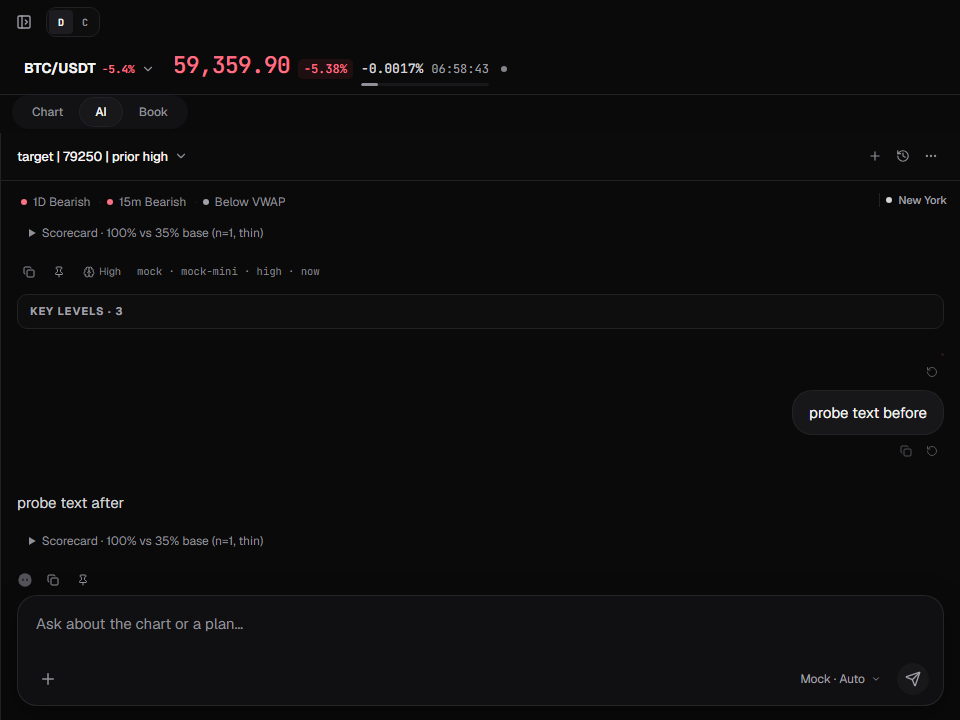 D C
BTC/USDT -5.4% 59,359.90 -5.38% -0.0017% 06:58:43
Chart AI Book
target | 79250 | prior high
1D Bearish 15m Bearish Below VWAP New York
Scorecard · 100% vs 35% base (n=1, thin)
High mock · mock-mini · high · now
KEY LEVELS · 3
probe text before
probe text after
Scorecard · 100% vs 35% base (n=1, thin)
Ask about the chart or a plan...
Mock · Auto